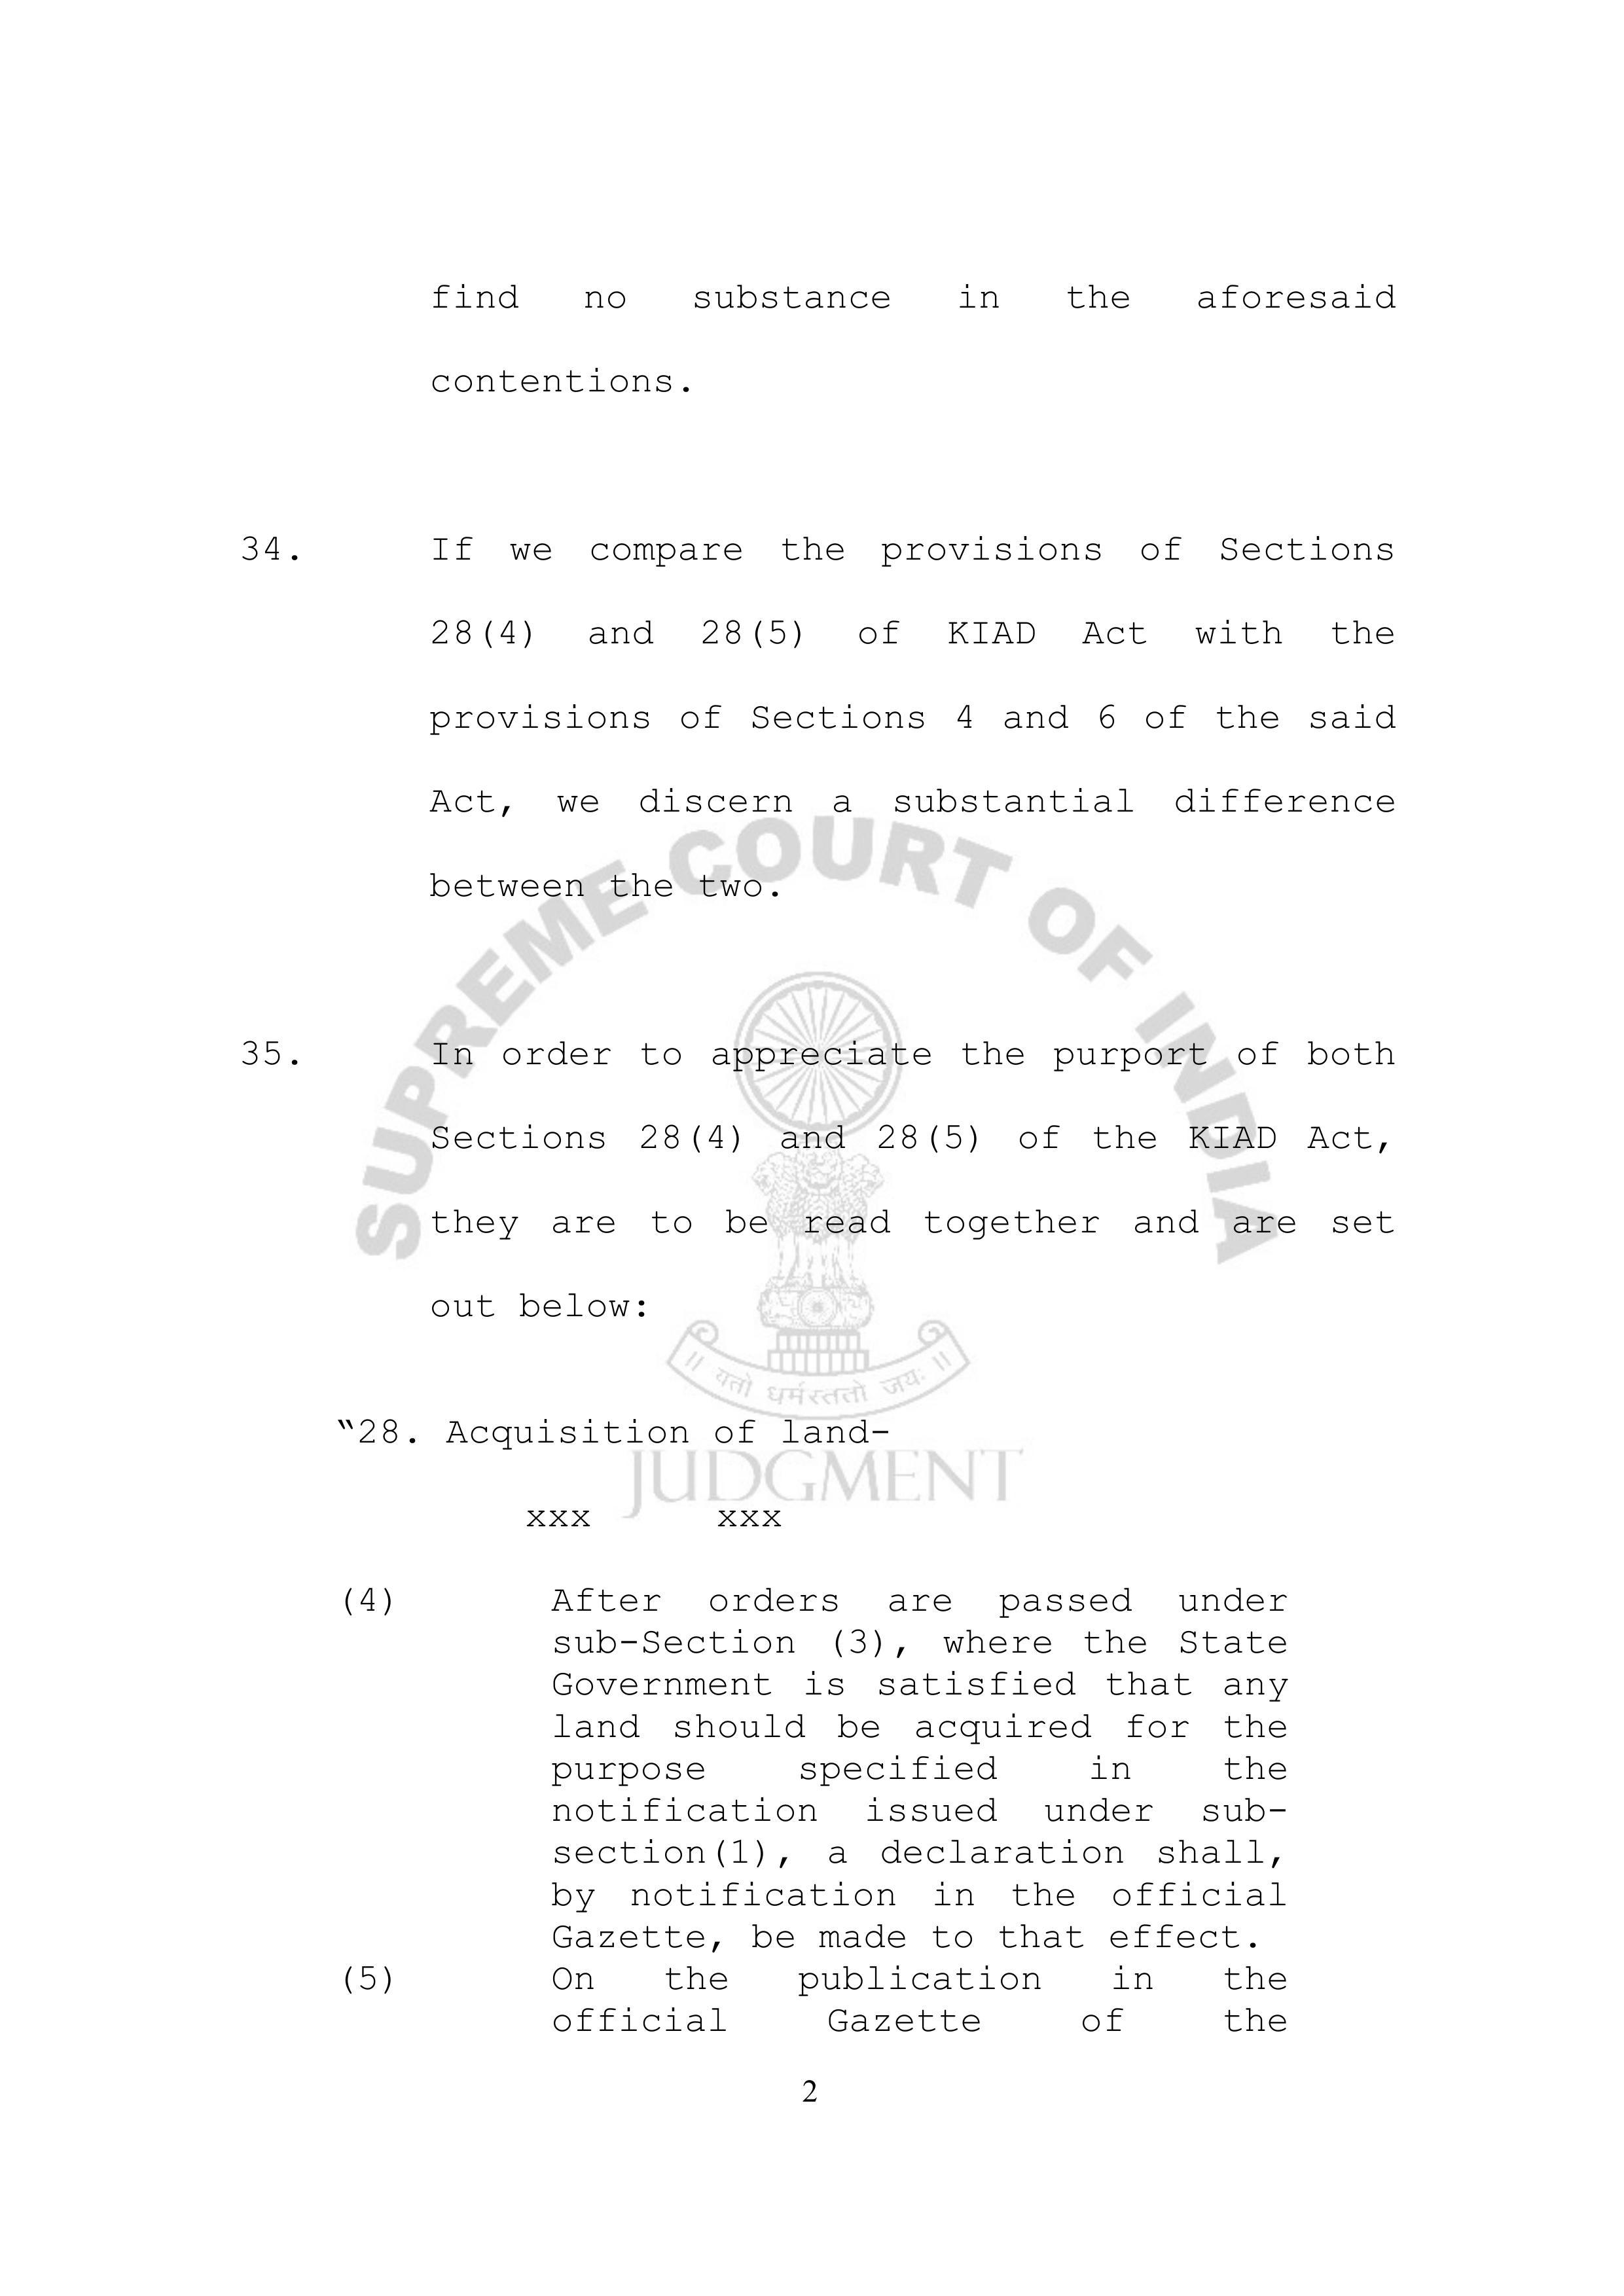 find no substance in the aforesaid
contentions.
34. If we compare the provisions of Sections
28(4) and 28(5) of KIAD Act with the
provisions of Sections 4 and 6 of the said
Act, we discern a substantial difference
between the two.
SUPREME COURT OF INDIA
35. In order to appreciate the purport of both
Sections 28(4) and 28(5) of the KIAD Act,
they are to be read together and are set
out below:
॥ यतो धर्मस्ततो जयः ॥
“28. Acquisition of land-
JUDGMENT
xxx xxx
(4) After orders are passed under
sub-Section (3), where the State
Government is satisfied that any
land should be acquired for the
purpose specified in the
notification issued under sub-
section(1), a declaration shall,
by notification in the official
Gazette, be made to that effect.
(5) On the publication in the
official Gazette of the
2